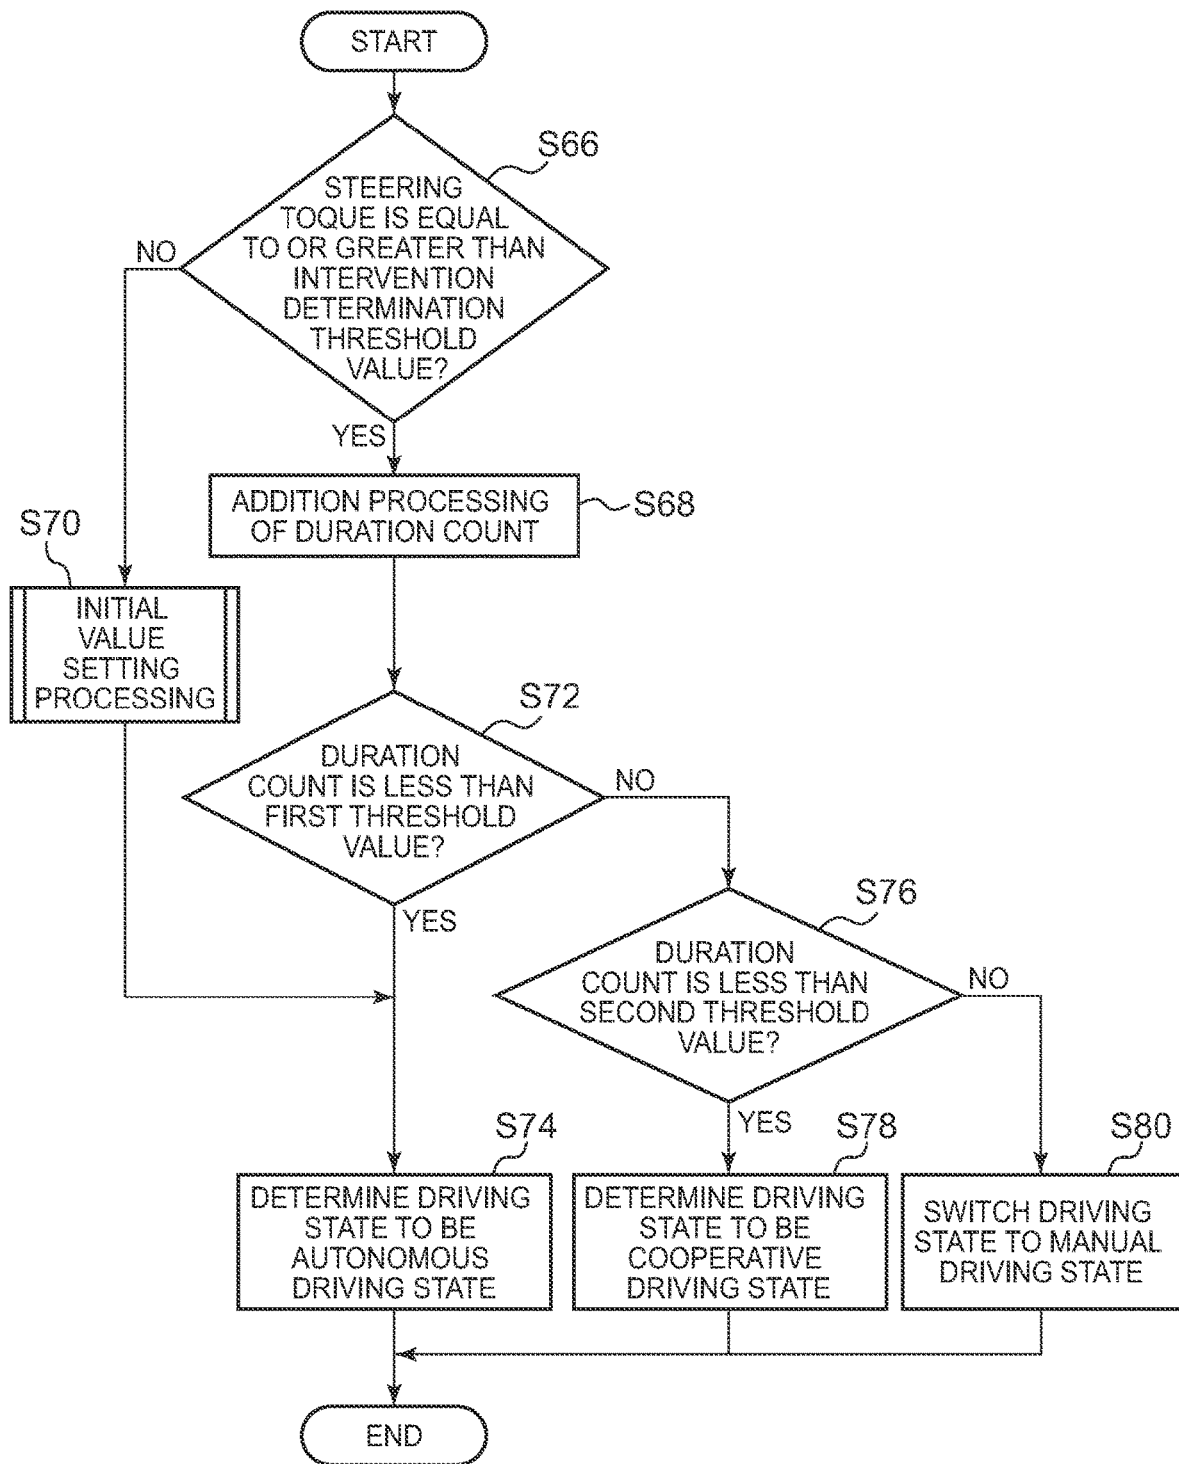 START
S66
STEERING
TOQUE IS EQUAL
TO OR GREATER THAN
INTERVENTION
DETERMINATION
THRESHOLD
VALUE?
NO
YES
ADDITION PROCESSING
OF DURATION COUNT
S68
S70
INITIAL
VALUE
SETTING
PROCESSING
S72
DURATION
COUNT IS LESS THAN
FIRST THRESHOLD
VALUE?
NO
YES
S76
DURATION
COUNT IS LESS THAN
SECOND THRESHOLD
VALUE?
NO
YES
S74
DETERMINE DRIVING
STATE TO BE
AUTONOMOUS
DRIVING STATE
S78
DETERMINE DRIVING
STATE TO BE
COOPERATIVE
DRIVING STATE
S80
SWITCH DRIVING
STATE TO MANUAL
DRIVING STATE
END